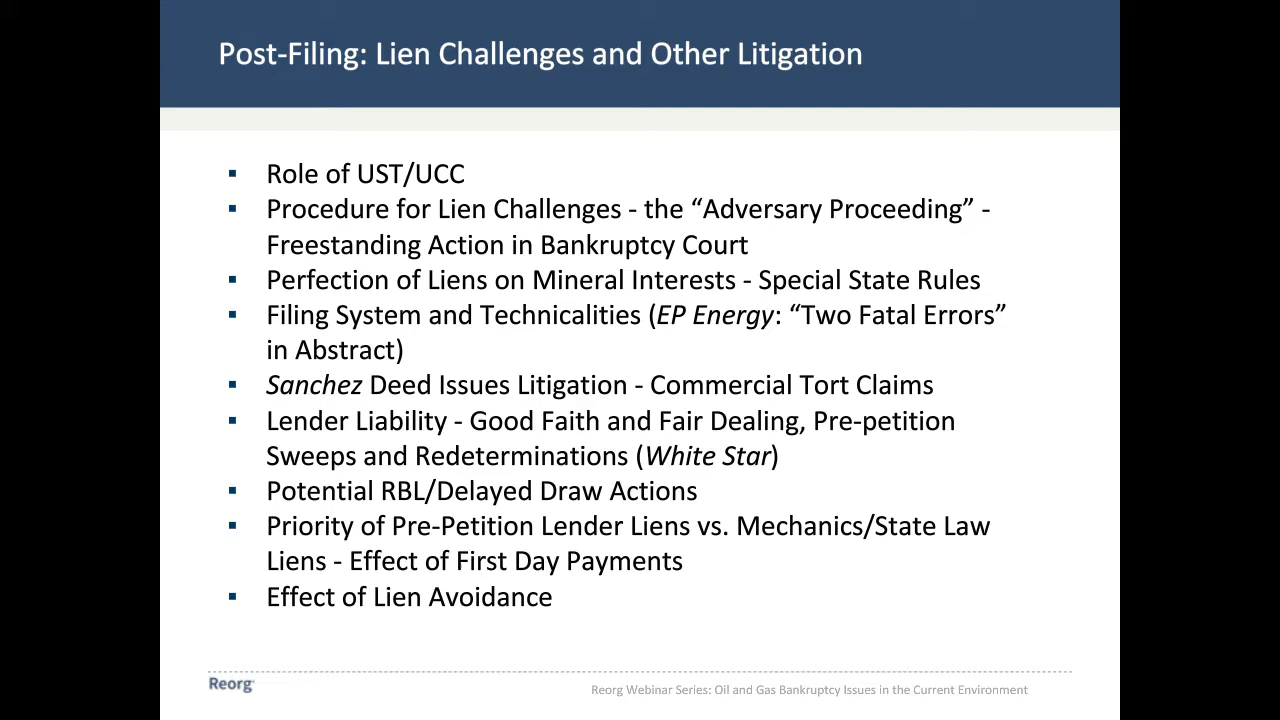 Post-Filing: Lien Challenges and Other Litigation
▪ Role of UST/UCC
▪ Procedure for Lien Challenges - the “Adversary Proceeding” -
Freestanding Action in Bankruptcy Court
▪ Perfection of Liens on Mineral Interests - Special State Rules
▪ Filing System and Technicalities (EP Energy: “Two Fatal Errors”
in Abstract)
▪ Sanchez Deed Issues Litigation - Commercial Tort Claims
▪ Lender Liability - Good Faith and Fair Dealing, Pre-petition
Sweeps and Redeterminations (White Star)
▪ Potential RBL/Delayed Draw Actions
▪ Priority of Pre-Petition Lender Liens vs. Mechanics/State Law
Liens - Effect of First Day Payments
▪ Effect of Lien Avoidance
Reorg
Reorg Webinar Series: Oil and Gas Bankruptcy Issues in the Current Environment